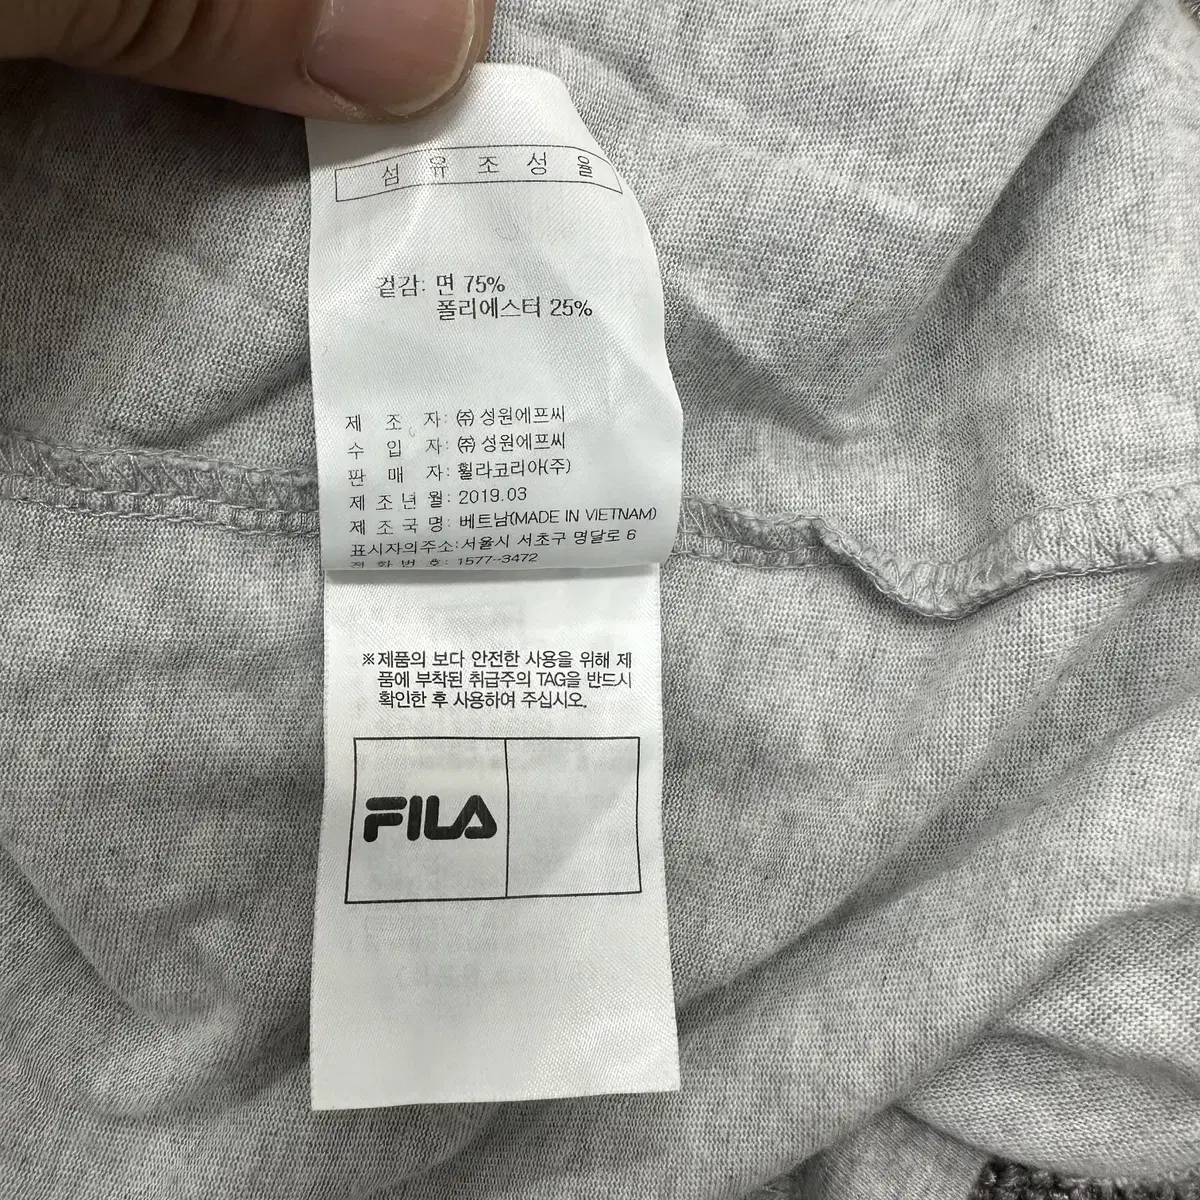 섬 유 조 성 율
겉감: 면 75%
폴리에스터 25%
제 조 자: ㈜ 성원에프씨
수 입 자: ㈜ 성원에프씨
판 매 자: 휠라코리아(주)
제 조 년 월: 2019.03
제 조 국 명: 베트남(MADE IN VIETNAM)
표시자의주소:서울시 서초구 명달로 6
전 화 번 호: 1577-3472
※제품의 보다 안전한 사용을 위해 제
품에 부착된 취급주의 TAG을 반드시
확인한 후 사용하여 주십시오.
FILA